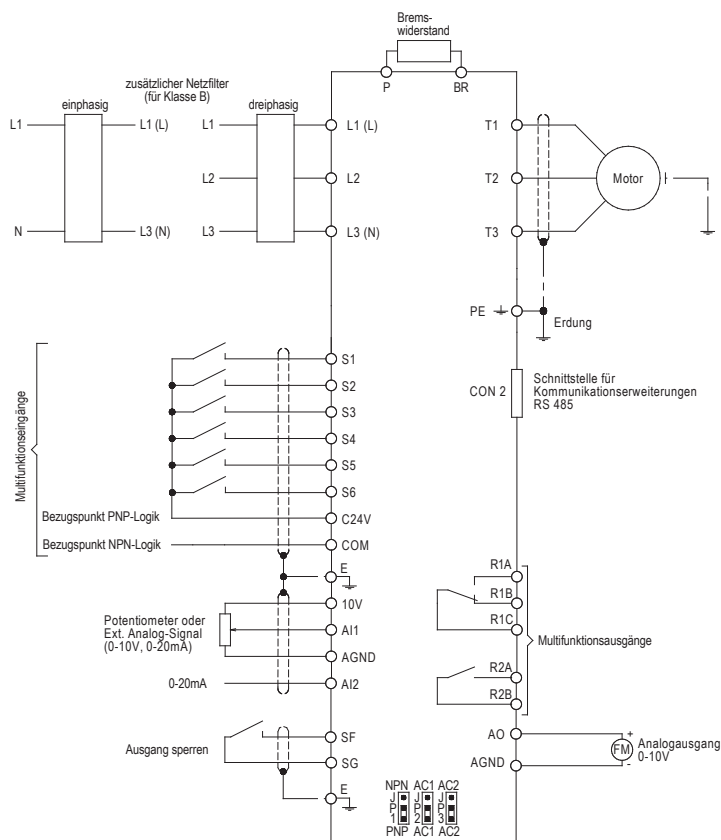 Brems-
widerstand
P
BR
zusätzlicher Netzfilter
(für Klasse B)
einphasig
dreiphasig
L1
L1 (L)
L1
L1 (L)
T1
L2
L2
T2
Motor
N
L3 (N)
L3
L3 (N)
T3
PE
Erdung
Multifunktionseingänge
S1
S2
S3
S4
S5
S6
Bezugspunkt PNP-Logik
C24V
Bezugspunkt NPN-Logik
COM
E
CON 2
Schnittstelle für
Kommunikationserweiterungen
RS 485
10V
Potentiometer oder
Ext. Analog-Signal
(0-10V, 0-20mA)
AI1
AGND
0-20mA
AI2
R1A
R1B
R1C
Multifunktionsausgänge
R2A
R2B
Ausgang sperren
SF
SG
E
AO
+
FM
Analogausgang
0-10V
AGND
-
NPN AC1 AC2
J J J
P P P
1 2 3
PNP AC1 AC2